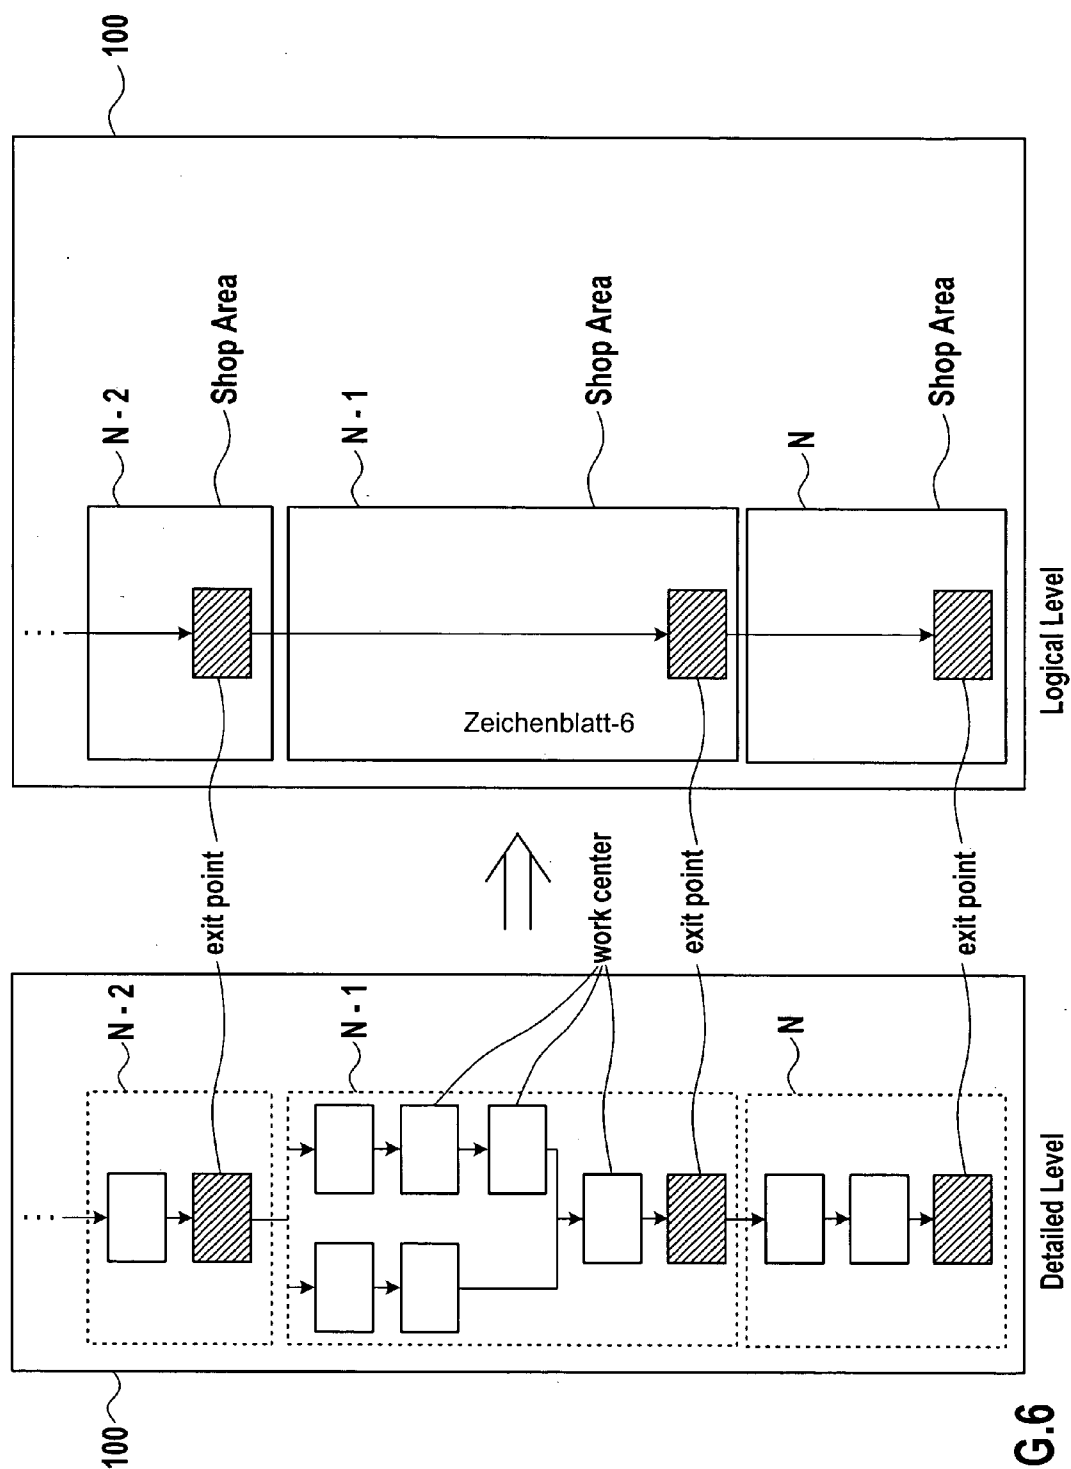 ...
...
100
N - 2
N - 2
100
exit point
Shop Area
N - 1
N - 1
Zeichenblatt-6
work center
Shop Area
exit point
N
N
exit point
Shop Area
Detailed Level
Logical Level
G.6